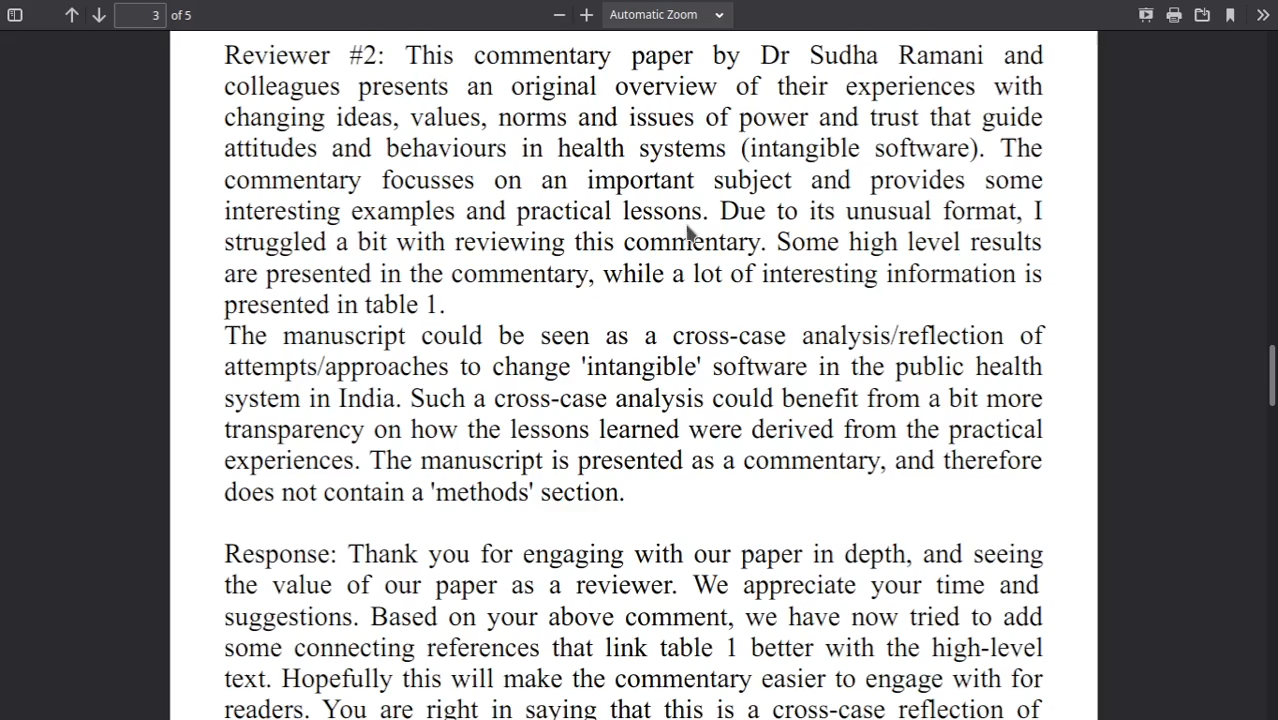 3 of 5
Automatic Zoom
Reviewer #2: This commentary paper by Dr Sudha Ramani and
colleagues presents an original overview of their experiences with
changing ideas, values, norms and issues of power and trust that guide
attitudes and behaviours in health systems (intangible software). The
commentary focusses on an important subject and provides some
interesting examples and practical lessons. Due to its unusual format, I
struggled a bit with reviewing this commentary. Some high level results
are presented in the commentary, while a lot of interesting information is
presented in table 1.
The manuscript could be seen as a cross-case analysis/reflection of
attempts/approaches to change 'intangible' software in the public health
system in India. Such a cross-case analysis could benefit from a bit more
transparency on how the lessons learned were derived from the practical
experiences. The manuscript is presented as a commentary, and therefore
does not contain a 'methods' section.
Response: Thank you for engaging with our paper in depth, and seeing
the value of our paper as a reviewer. We appreciate your time and
suggestions. Based on your above comment, we have now tried to add
some connecting references that link table 1 better with the high-level
text. Hopefully this will make the commentary easier to engage with for
readers. You are right in saying that this is a cross-case reflection of